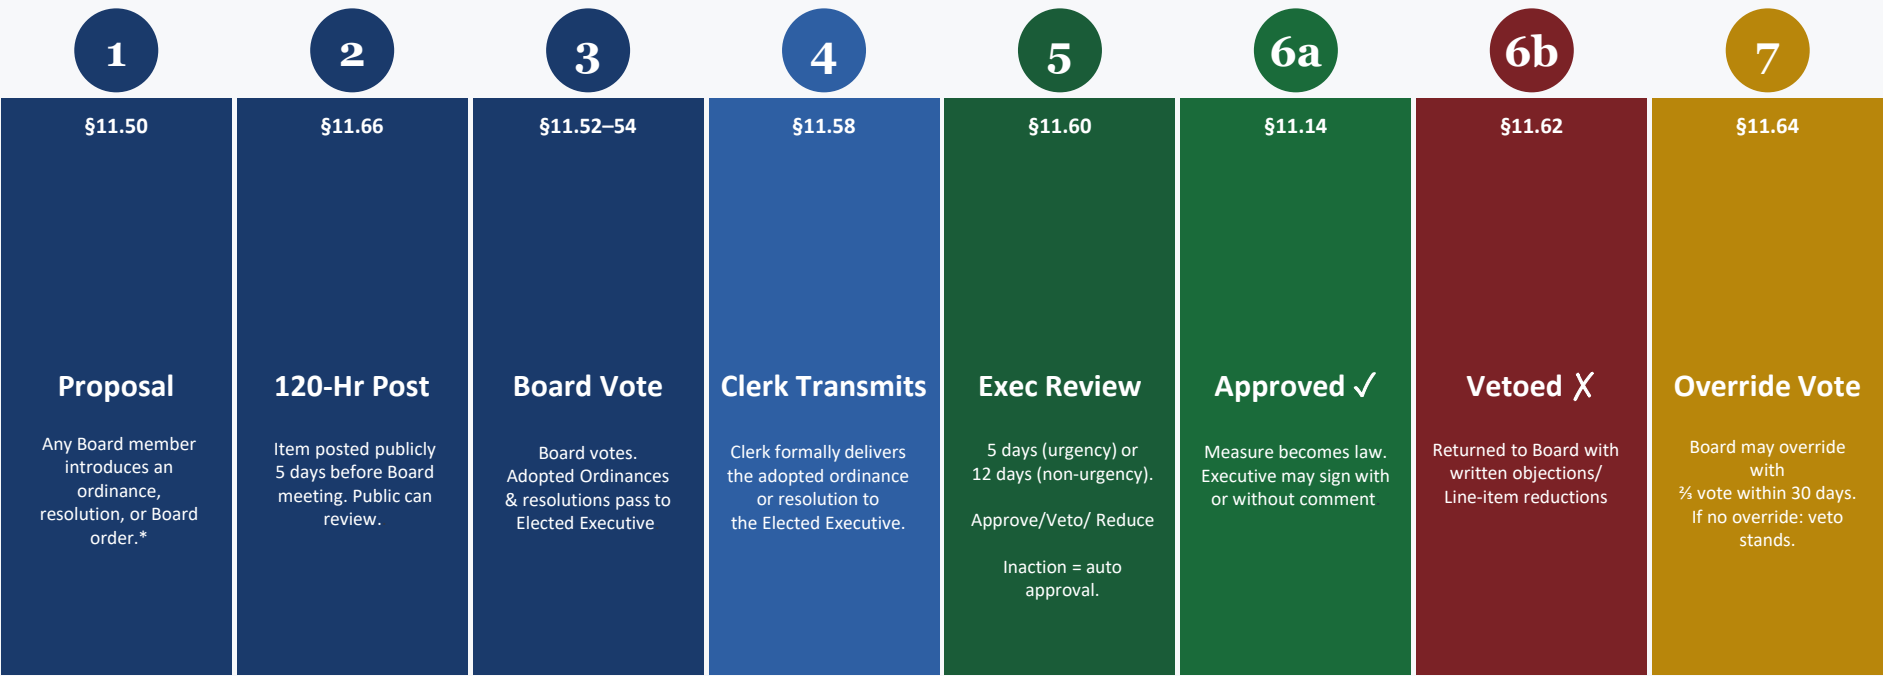 1
§11.50
Proposal
Any Board member
introduces an
ordinance,
resolution, or Board
order.*
2
§11.66
120-Hr Post
Item posted publicly
5 days before Board
meeting. Public can
review.
3
§11.52–54
Board Vote
Board votes.
Adopted Ordinances
& resolutions pass to
Elected Executive
4
§11.58
Clerk Transmits
Clerk formally delivers
the adopted ordinance
or resolution to
the Elected Executive.
5
§11.60
Exec Review
5 days (urgency) or
12 days (non-urgency).
Approve/Veto/ Reduce
Inaction = auto
approval.
6a
§11.14
Approved ✓
Measure becomes law.
Executive may sign with
or without comment
6b
§11.62
Vetoed ✗
Returned to Board with
written objections/
Line-item reductions
7
§11.64
Override Vote
Board may override
with
⅔ vote within 30 days.
If no override: veto
stands.